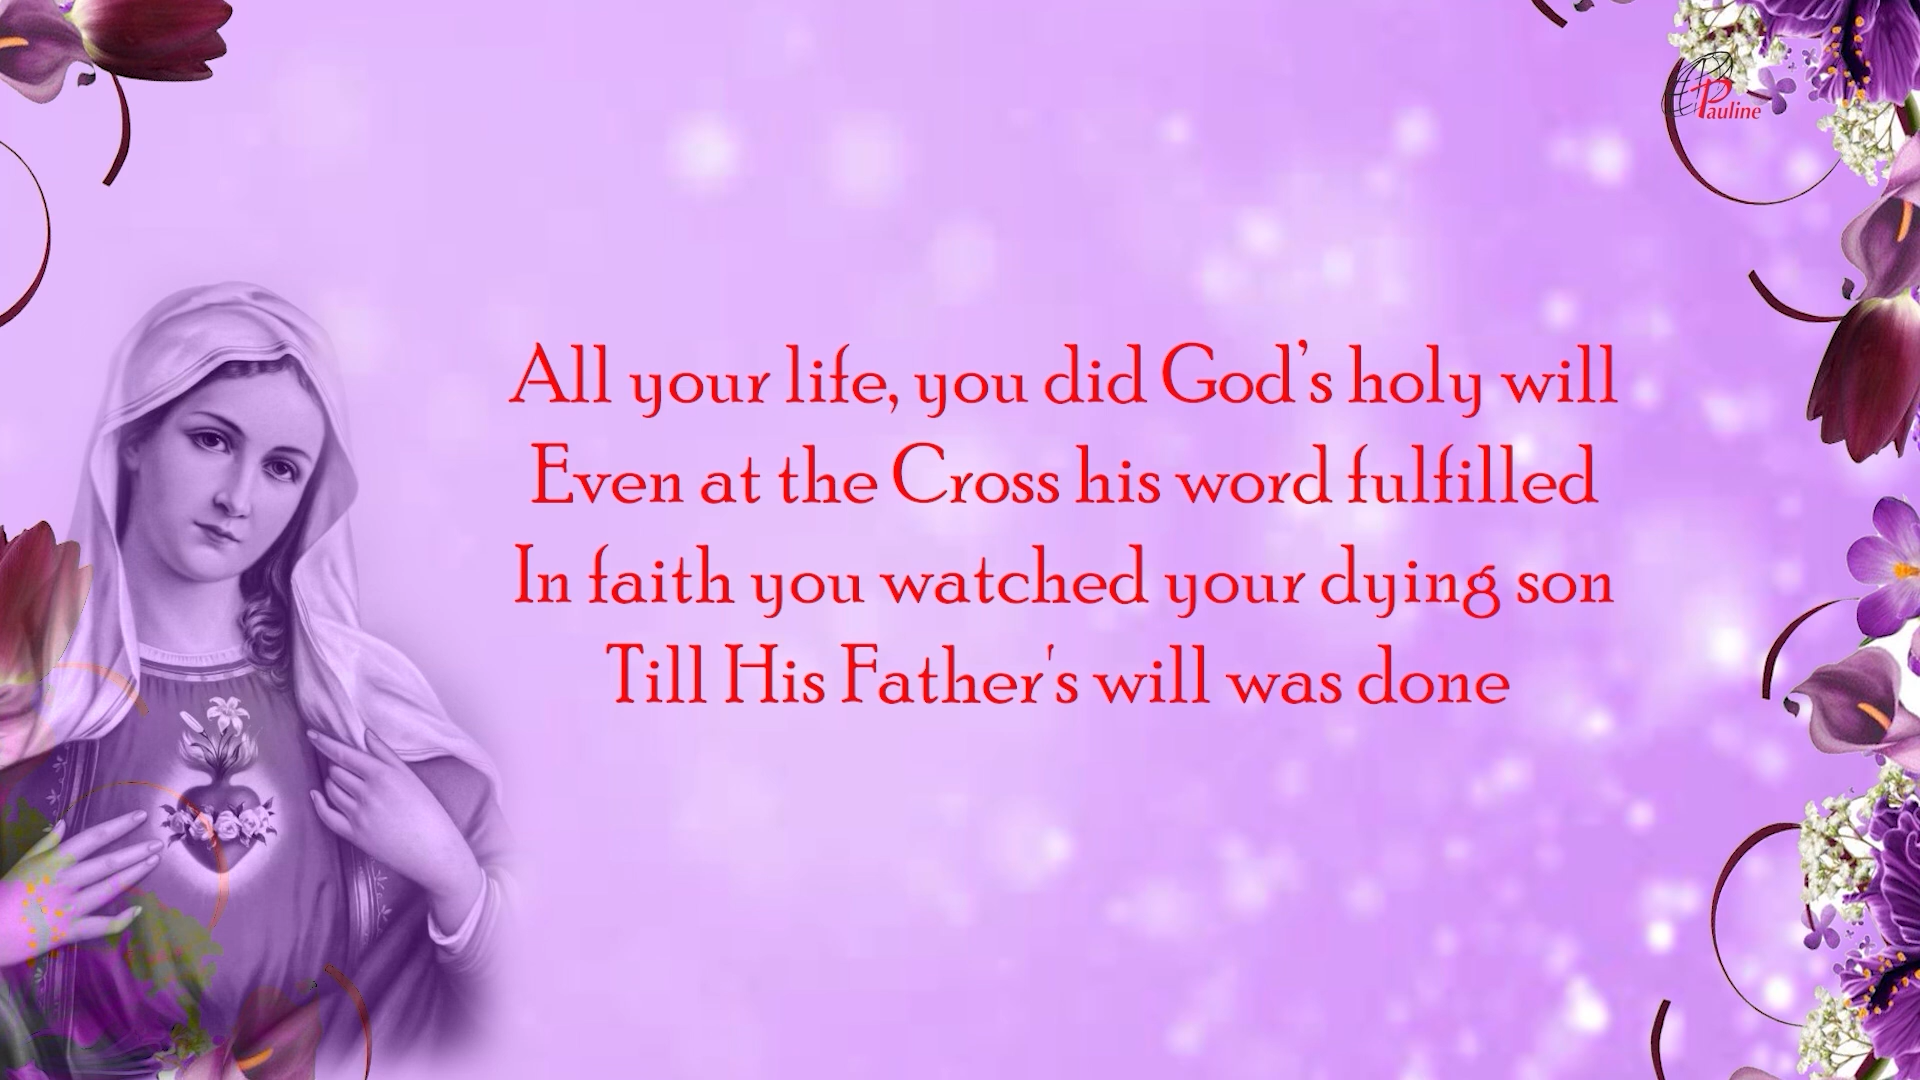 Pauline
All your life, you did God’s holy will
Even at the Cross his word fulfilled
In faith you watched your dying son
Till His Father's will was done